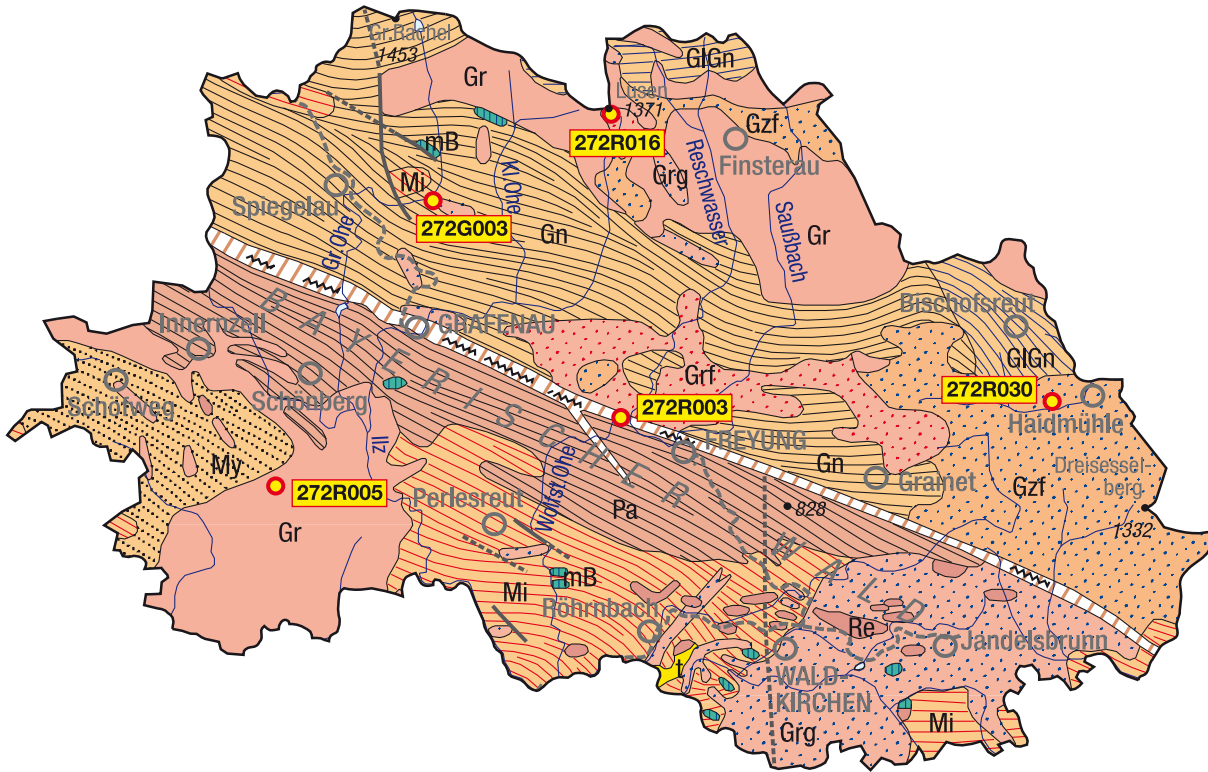 Gr.Rachel
1453
Gr
GlGn
Lusen
1371
Gzf
Finsterau
272R016
mB
Mi
Kl.Ohe
Reschwasser
Grg
Saußbach
Spiegelau
272G003
Gn
Gr
Gr.Ohe
Bischofsreut
GlGn
BAYERISCHER WALD
Innernzell
GRAFENAU
Grf
272R030
Schöfweg
Schönberg
272R003
Haidmühle
Ilz
FREYUNG
My
Gn
Grainet
Dreisessel-
berg
272R005
Perlesreut
Wolfst.Ohe
Pa
828
Gzf
1332
Gr
Mi
mB
Röhrnbach
Re
Jandelsbrunn
t
WALD-
KIRCHEN
Grg
Mi